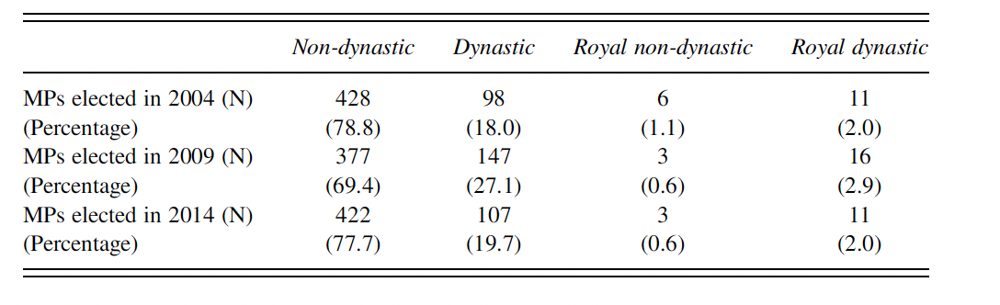 Non-dynastic Dynastic Royal non-dynastic Royal dynastic
MPs elected in 2004 (N) 428 98 6 11
(Percentage) (78.8) (18.0) (1.1) (2.0)
MPs elected in 2009 (N) 377 147 3 16
(Percentage) (69.4) (27.1) (0.6) (2.9)
MPs elected in 2014 (N) 422 107 3 11
(Percentage) (77.7) (19.7) (0.6) (2.0)